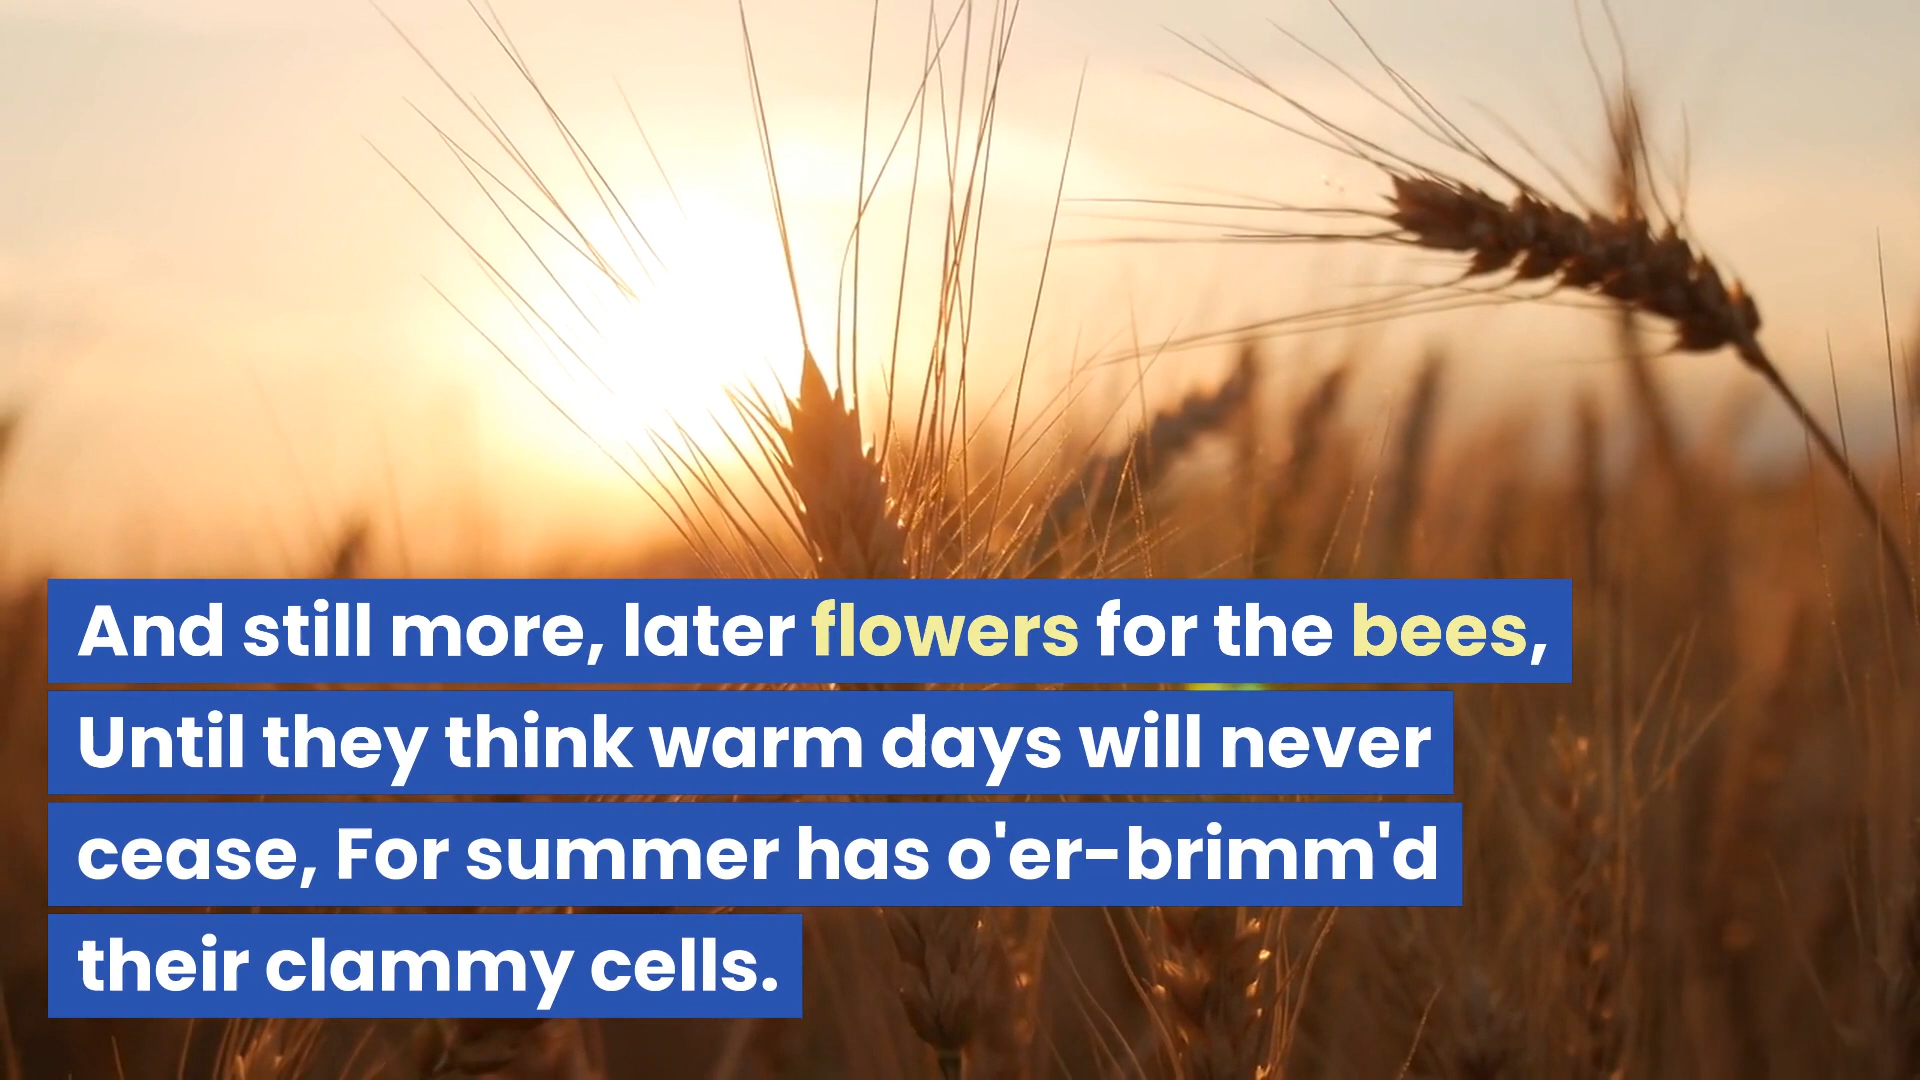 And still more, later flowers for the bees,
Until they think warm days will never
cease, For summer has o'er-brimm'd
their clammy cells.